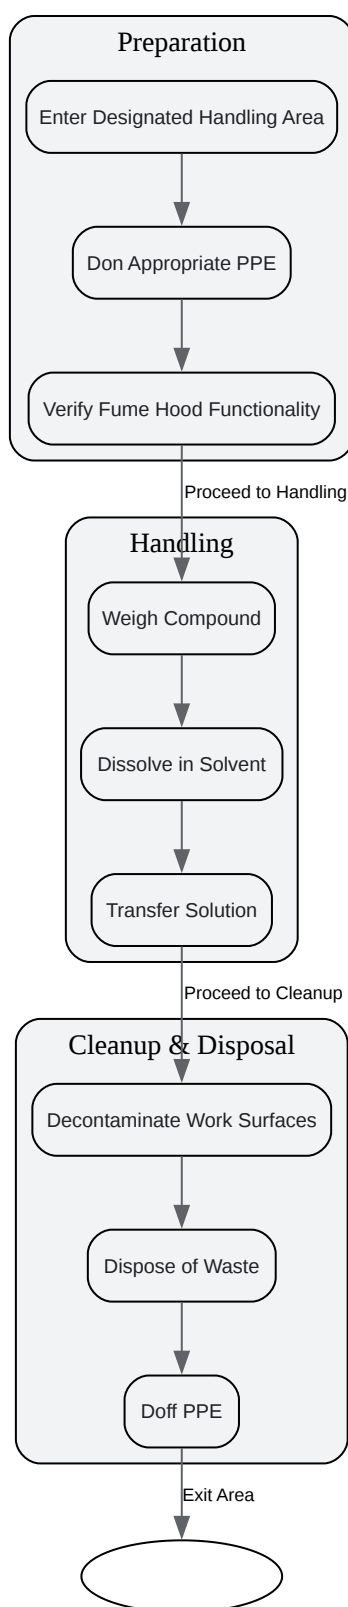 Preparation
Enter Designated Handling Area
Don Appropriate PPE
Verify Fume Hood Functionality
Proceed to Handling
Handling
Weigh Compound
Dissolve in Solvent
Transfer Solution
Proceed to Cleanup
Cleanup & Disposal
Decontaminate Work Surfaces
Dispose of Waste
Doff PPE
Exit Area